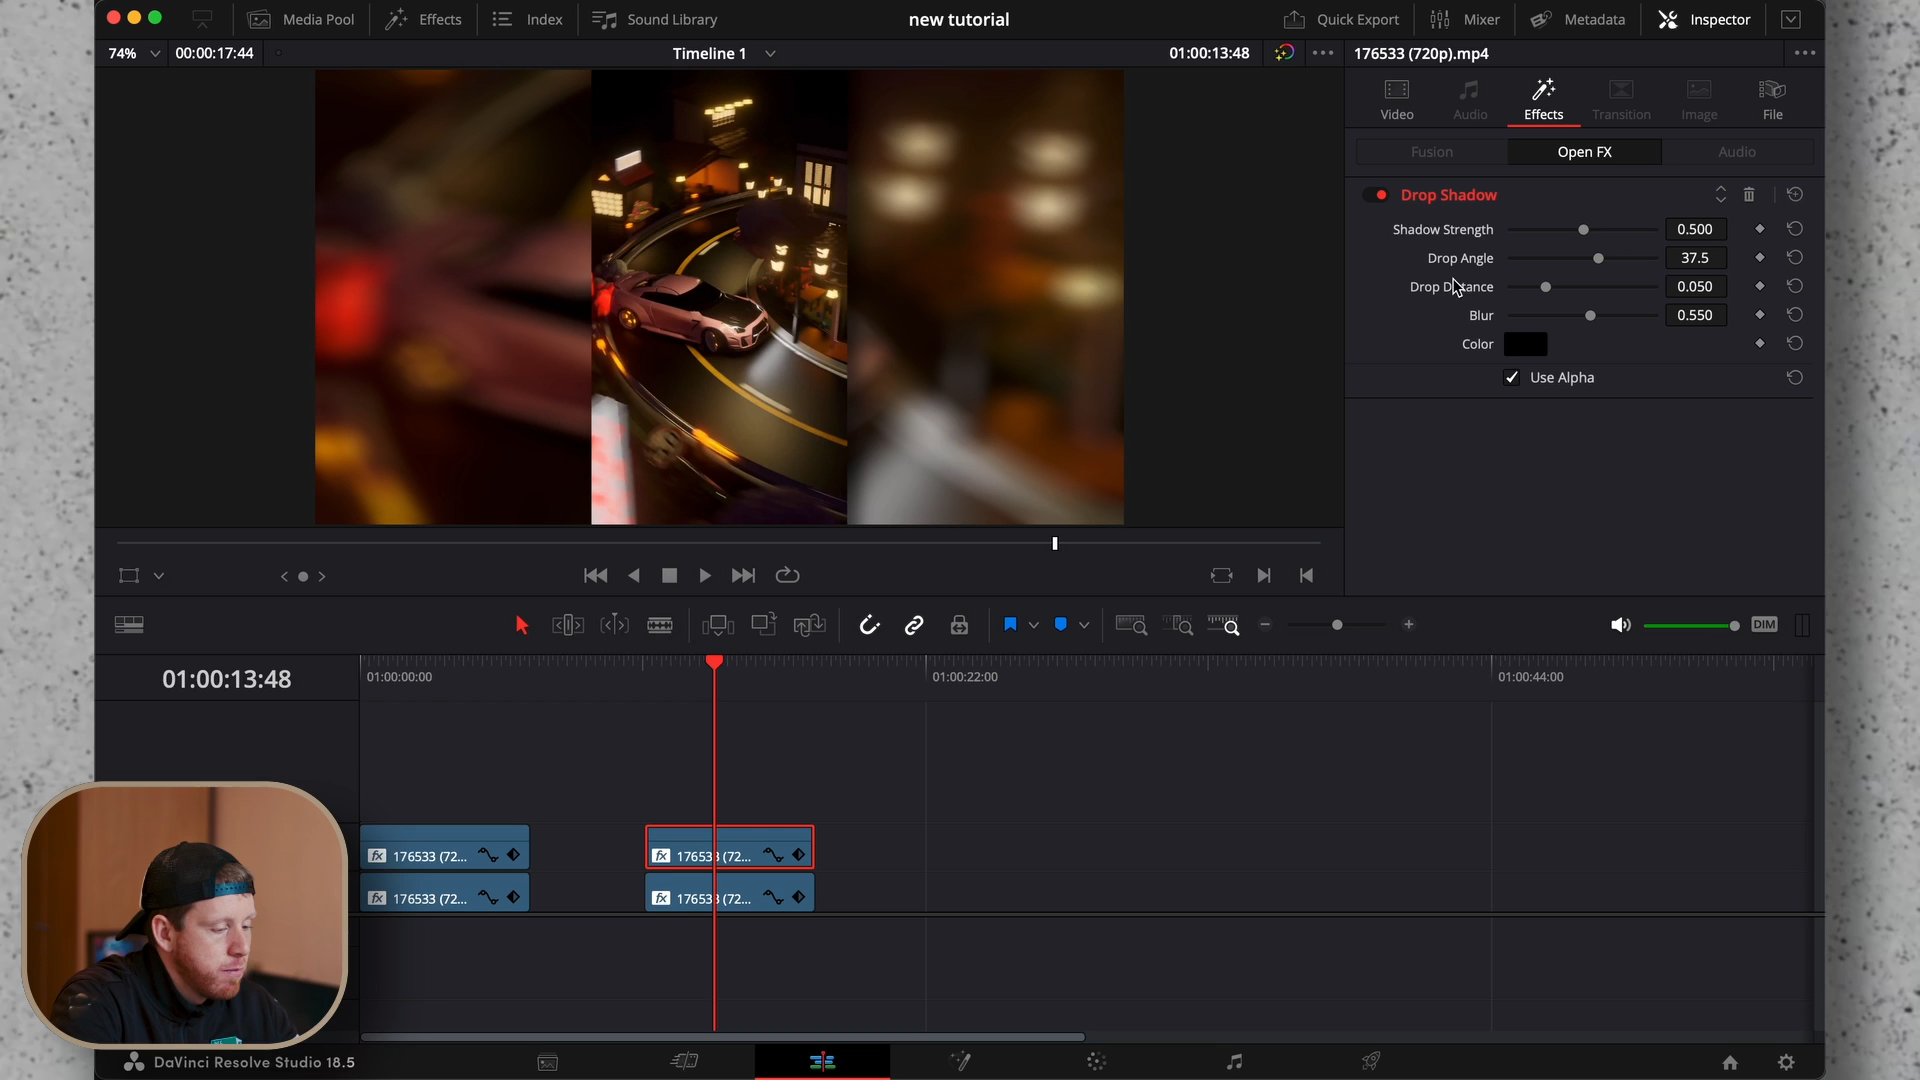 Media Pool
Effects
Index
Sound Library
new tutorial
Quick Export
Mixer
Metadata
Inspector
74%
00:00:17:44
Timeline 1
01:00:13:48
176533 (720p).mp4
Video
Audio
Effects
Transition
Image
File
Fusion
Open FX
Audio
Drop Shadow
Shadow Strength
0.500
Drop Angle
37.5
Drop
0.050
Blur
0.550
Color
Use Alpha
DIM
01:00:13:48
01:00:00:00
01:00:22:00
01:00:44:00
fx 176533 (72...
fx 176533 (72...
fx 176533 (72...
fx 176533 (72...
DaVinci Resolve Studio 18.5